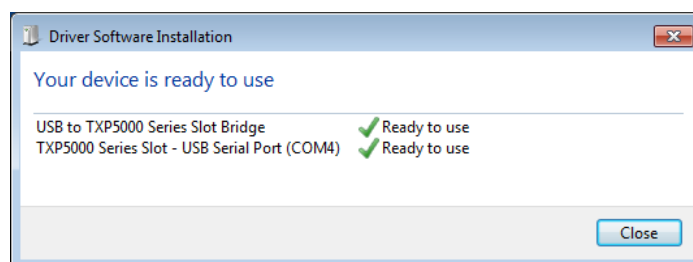 Driver Software Installation
Your device is ready to use
USB to TXP5000 Series Slot Bridge Ready to use
TXP5000 Series Slot - USB Serial Port (COM4) Ready to use
Close